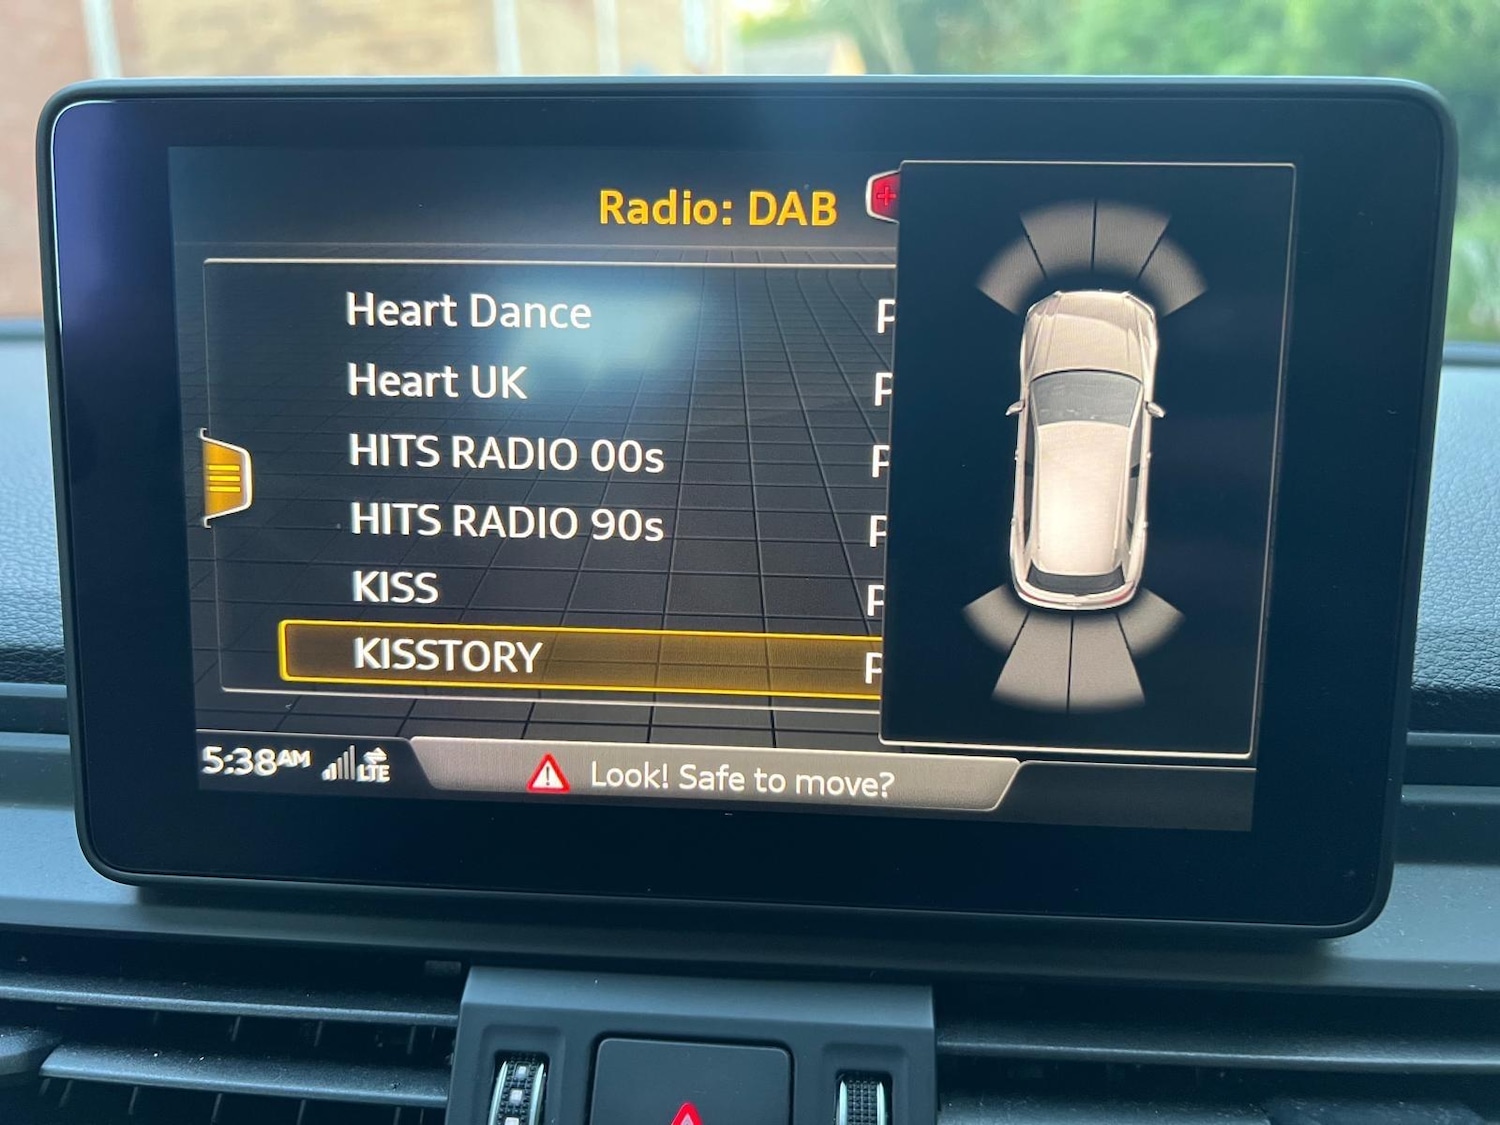 Radio: DAB
Heart Dance P
Heart UK P
HITS RADIO 00s P
HITS RADIO 90s P
KISS P
KISSTORY P
5:38AM LTE Look! Safe to move?